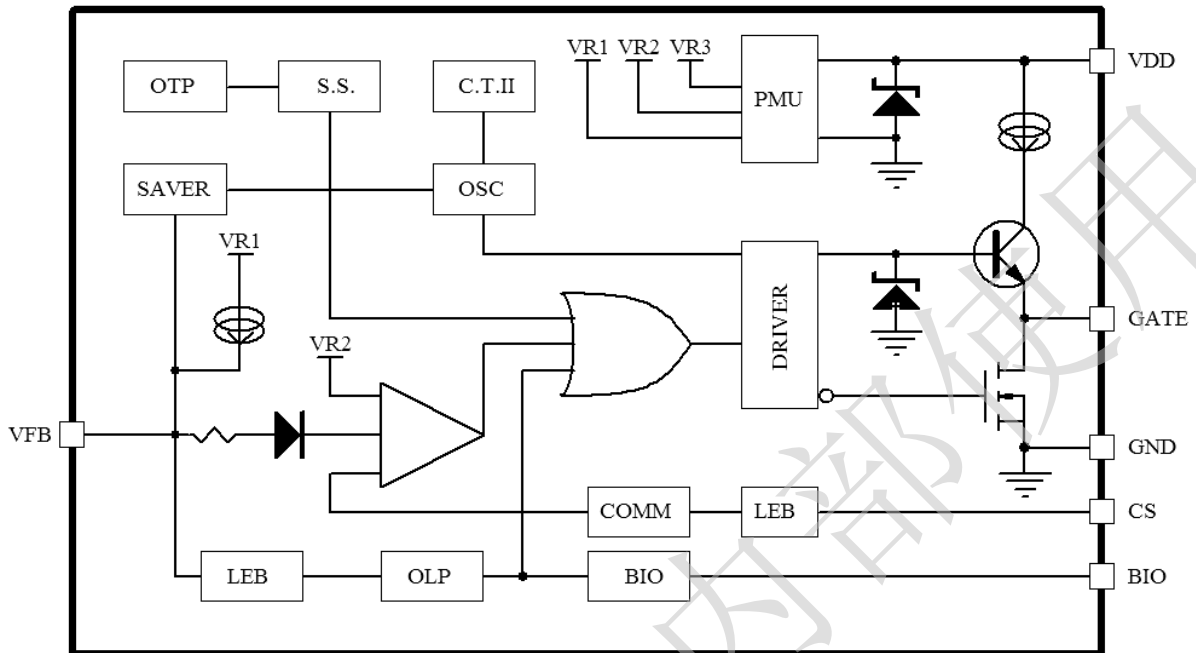 VR1 VR2 VR3
VDD
OTP
S.S.
C.T.II
PMU
SAVER
OSC
VR1
DRIVER
GATE
VR2
VFB
GND
COMM
LEB
CS
LEB
OLP
BIO
BIO
内部使用